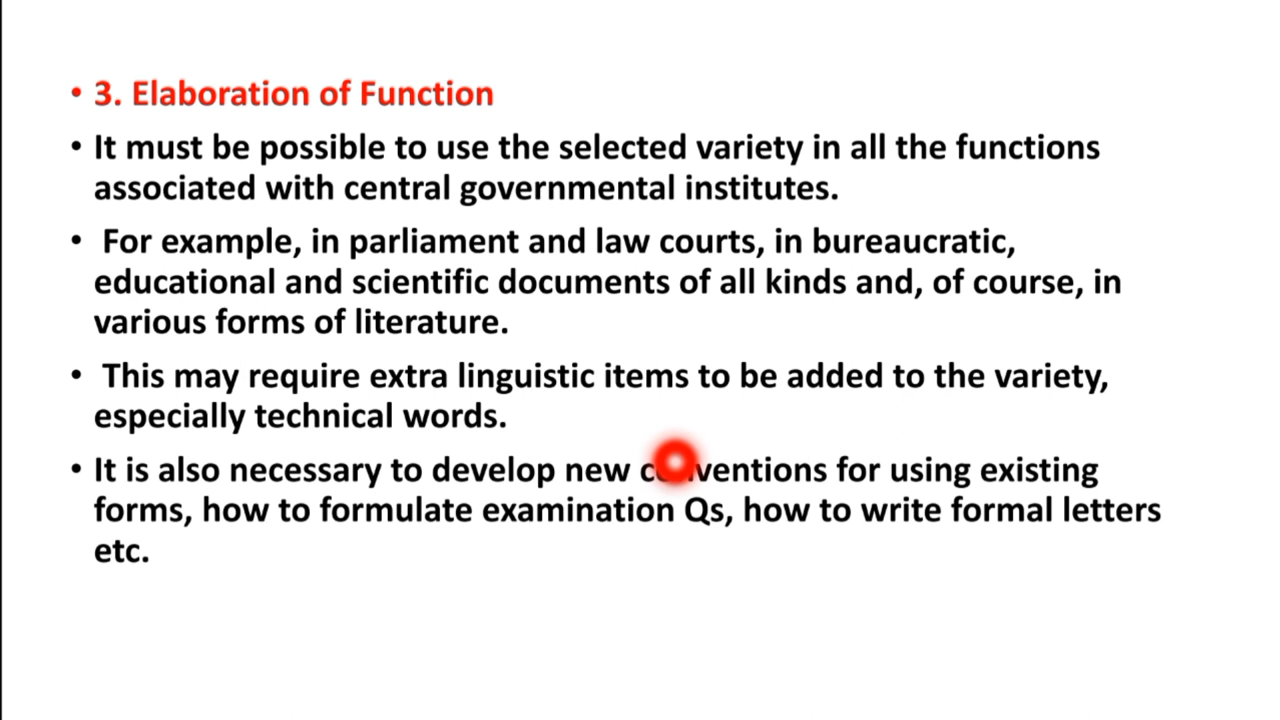 • 3. Elaboration of Function
• It must be possible to use the selected variety in all the functions
associated with central governmental institutes.
• For example, in parliament and law courts, in bureaucratic,
educational and scientific documents of all kinds and, of course, in
various forms of literature.
• This may require extra linguistic items to be added to the variety,
especially technical words.
• It is also necessary to develop new conventions for using existing
forms, how to formulate examination Qs, how to write formal letters
etc.